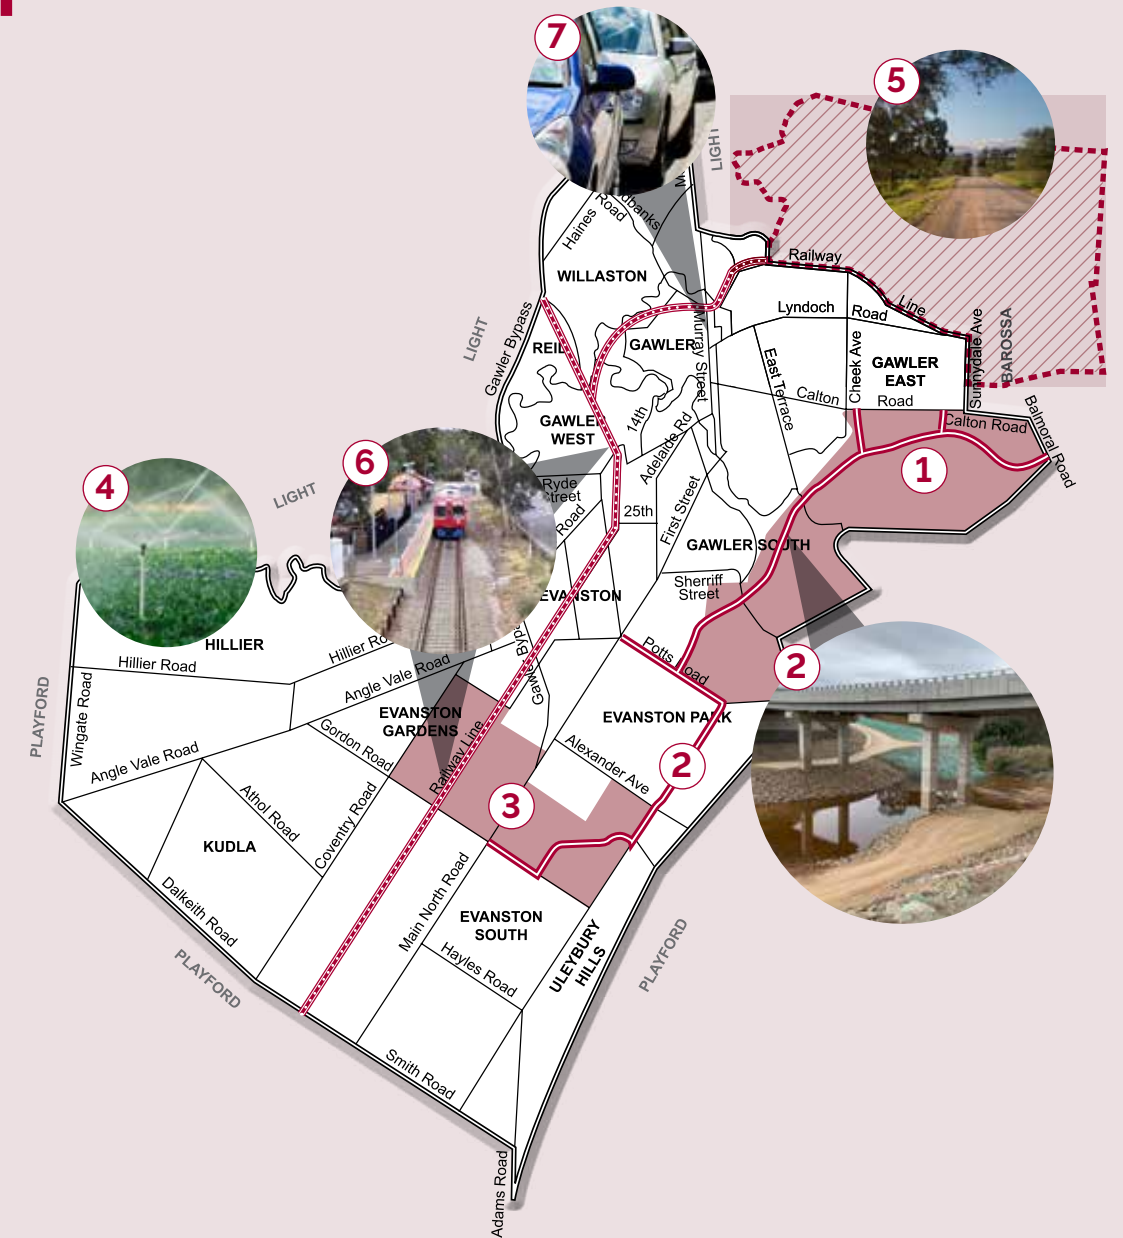 7
5
LIGHT
Haines
Road
WILLASTON
Railway
Line
Lyndoch
Road
LIGHT
Gawler Bypass
GAWLER
Murray Street
East Terrace
Cheek Ave
GAWLER
EAST
Sunnydale Ave
BAROSSA
Calton
Road
Calton Road
Balmoral Road
WEST
14th
Adelaide Rd
1
6
4
LIGHT
Ryde
Street
Road
25th
First Street
GAWLER SOUTH
Sherriff
Street
EVANSTON
HILLIER
Hillier Road
Angle Vale Road
Potts Road
2
PLAYFORD
Wingate Road
EVANSTON
GARDENS
Gordon Road
Railway Line
EVANSTON PARK
Alexander Ave
2
Angle Vale Road
Athol Road
Coventry Road
3
KUDLA
Main North Road
Dalkeith Road
EVANSTON
SOUTH
Hayles Road
ULEYBURY
HILLS
PLAYFORD
PLAYFORD
Smith Road
Adams Road